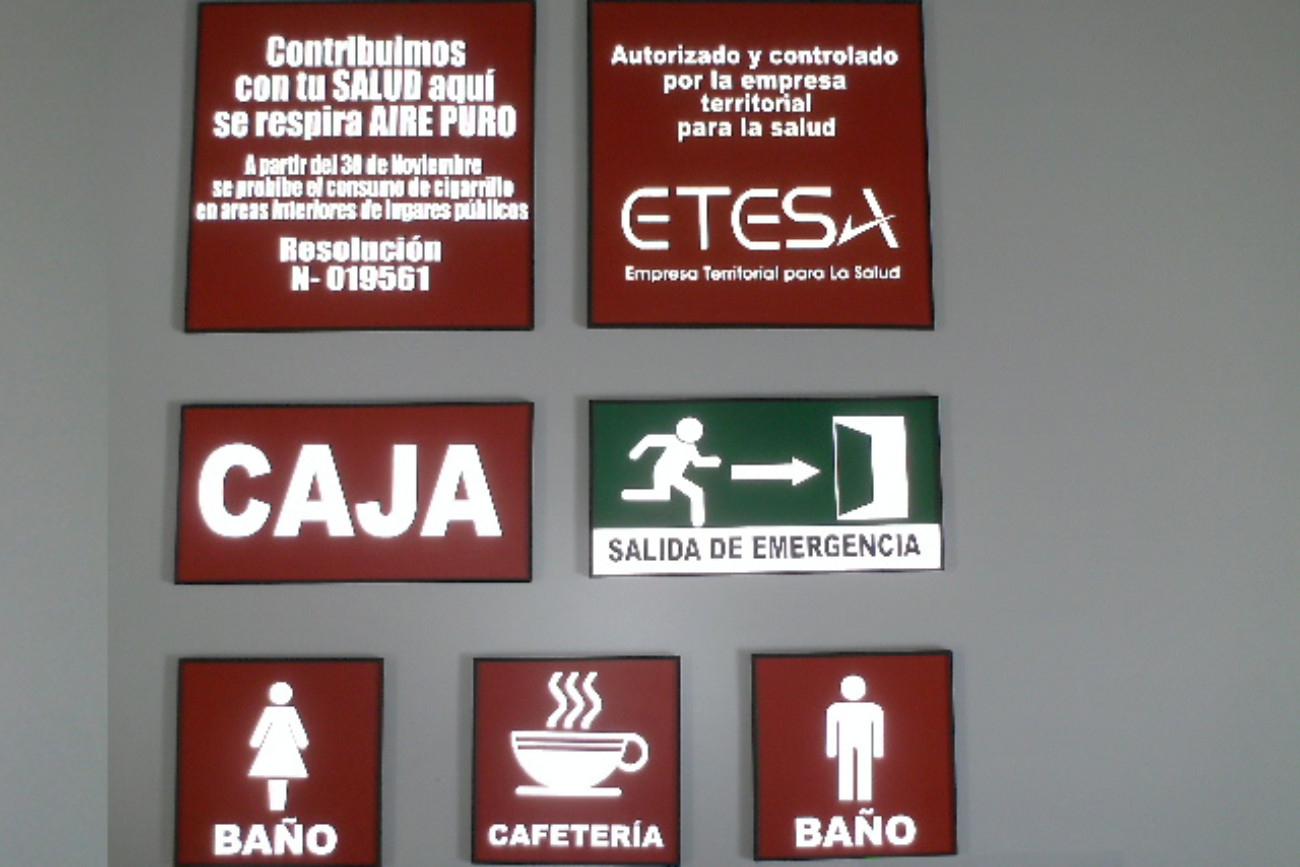 Contribuimos
con tu SALUD aquí
se respira AIRE PURO
A partir del 30 de Noviembre
se prohibe el consumo de cigarrillo
en areas interiores de lugares públicos
Resolución
N- 019561
Autorizado y controlado
por la empresa
territorial
para la salud
ETESA
Empresa Territorial para La Salud
CAJA
SALIDA DE EMERGENCIA
BAÑO
CAFETERÍA
BAÑO